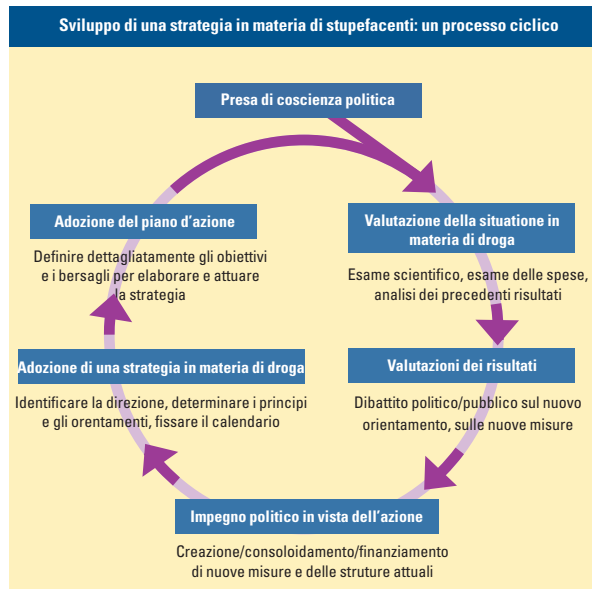 Sviluppo di una strategia in materia di stupefacenti: un processo ciclico
Presa di coscienza politica
Valutazione della situatione in
materia di droga
Esame scientifico, esame delle spese,
analisi dei precedenti risultati
Valutazioni dei risultati
Dibattito politico/pubblico sul nuovo
orientamento, sulle nuove misure
Impegno politico in vista dell'azione
Creazione/consoloidamento/finanziamento
di nuove misure e delle struture attuali
Adozione di una strategia in materia di droga
Identificare la direzione, determinare i principi
e gli orentamenti, fissare il calendario
Adozione del piano d'azione
Definire dettagliatamente gli obiettivi
e i bersagli per elaborare e attuare
la strategia